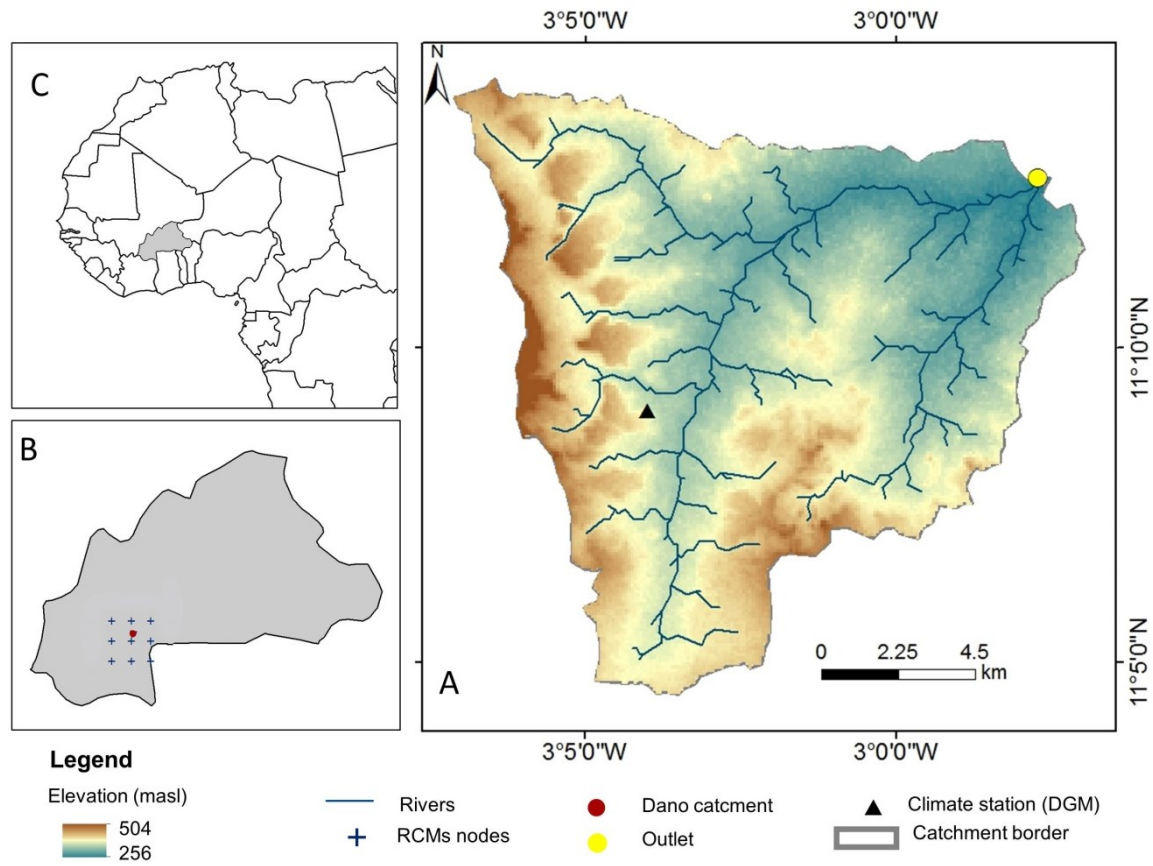 3°5'0"W
3°0'0"W
C
N
11°10'0"N
B
A
0
2.25
4.5
km
11°5'0"N
3°5'0"W
3°0'0"W
Legend
Elevation (masl)
504
256
Rivers
RCMs nodes
Dano catcment
Outlet
Climate station (DGM)
Catchment border